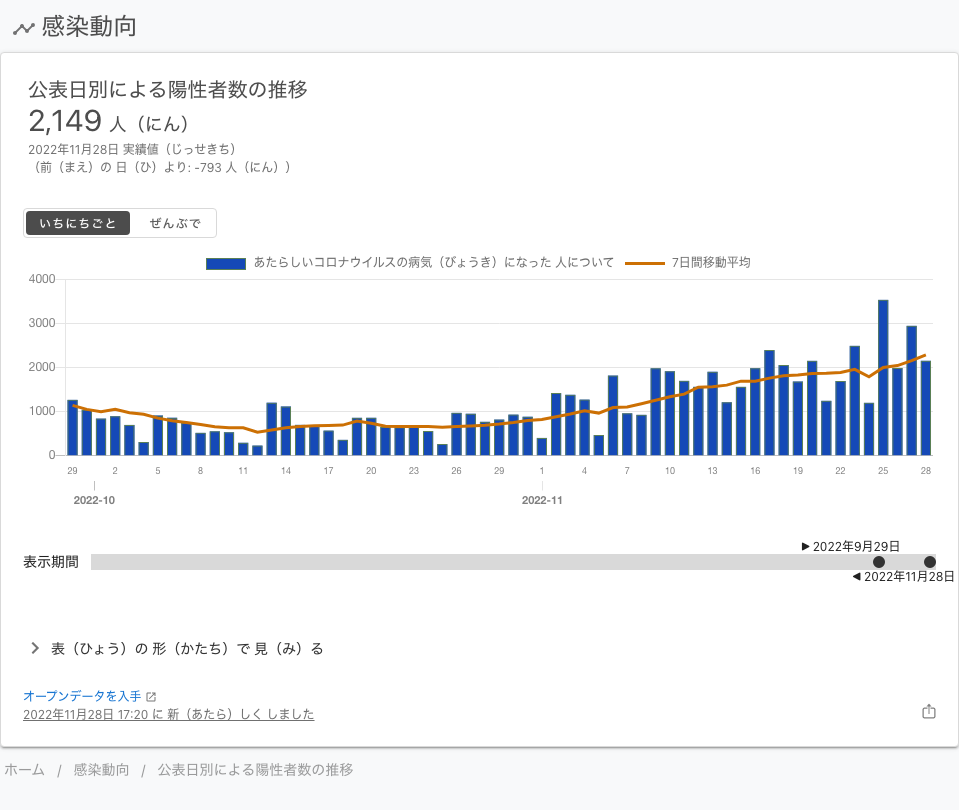 感染動向
公表日別による陽性者数の推移
2,149 人（にん）
2022年11月28日 実績値（じっせきち）
（前（まえ）の 日（ひ）より: -793 人（にん））
いちにちごと ぜんぶで
あたらしいコロナウイルスの病気（びょうき）になった 人について 7日間移動平均
4000
3000
2000
1000
0
29 2 5 8 11 14 17 20 23 26 29 1 4 7 10 13 16 19 22 25 28
2022-10 2022-11
▶ 2022年9月29日
表示期間
◀ 2022年11月28日
表（ひょう）の 形（かたち）で 見（み）る
オープンデータを入手
2022年11月28日 17:20 に 新（あたら）しく しました
ホーム / 感染動向 / 公表日別による陽性者数の推移